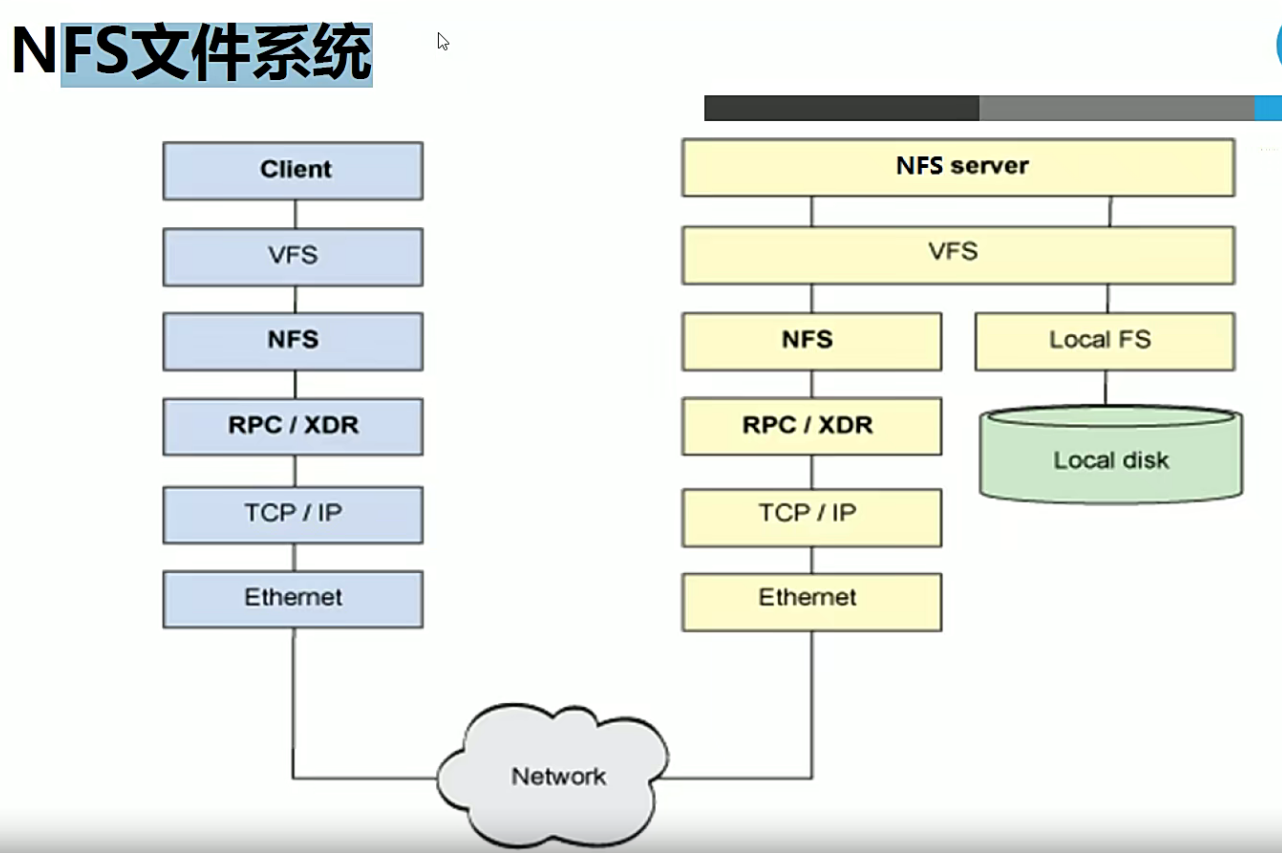 NFS文件系统
Client
VFS
NFS
RPC / XDR
TCP / IP
Ethernet
NFS server
VFS
NFS
Local FS
RPC / XDR
Local disk
TCP / IP
Ethernet
Network